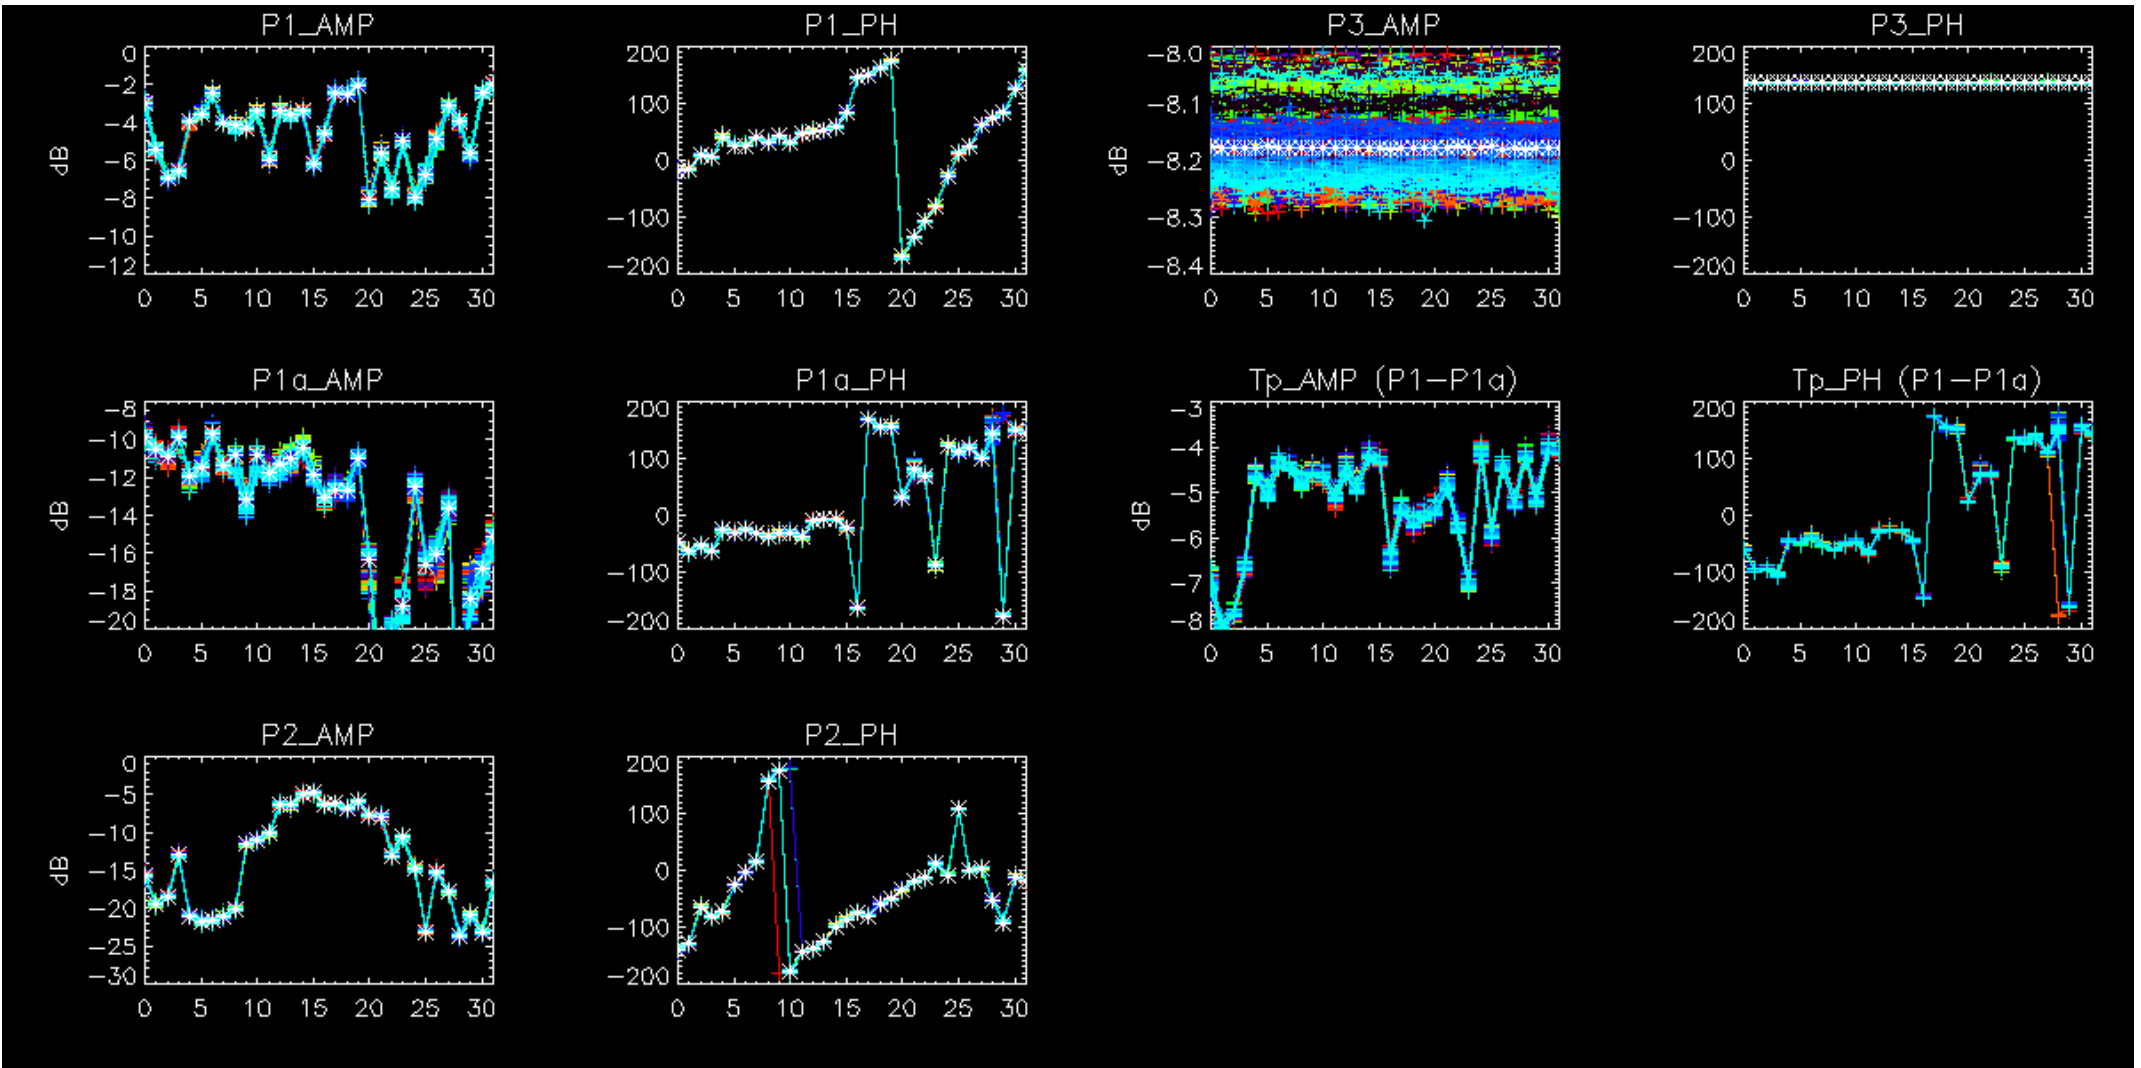 P1_AMP
dB
0
−2
−4
−6
−8
−10
−12
0 5 10 15 20 25 30
P1_PH
200
100
0
−100
−200
0 5 10 15 20 25 30
P3_AMP
dB
−8.0
−8.1
−8.2
−8.3
−8.4
0 5 10 15 20 25 30
P3_PH
200
100
0
−100
−200
0 5 10 15 20 25 30
P1a_AMP
dB
−8
−10
−12
−14
−16
−18
−20
0 5 10 15 20 25 30
P1a_PH
200
100
0
−100
−200
0 5 10 15 20 25 30
Tp_AMP (P1−P1a)
dB
−3
−4
−5
−6
−7
−8
0 5 10 15 20 25 30
Tp_PH (P1−P1a)
200
100
0
−100
−200
0 5 10 15 20 25 30
P2_AMP
dB
0
−5
−10
−15
−20
−25
−30
0 5 10 15 20 25 30
P2_PH
200
100
0
−100
−200
0 5 10 15 20 25 30